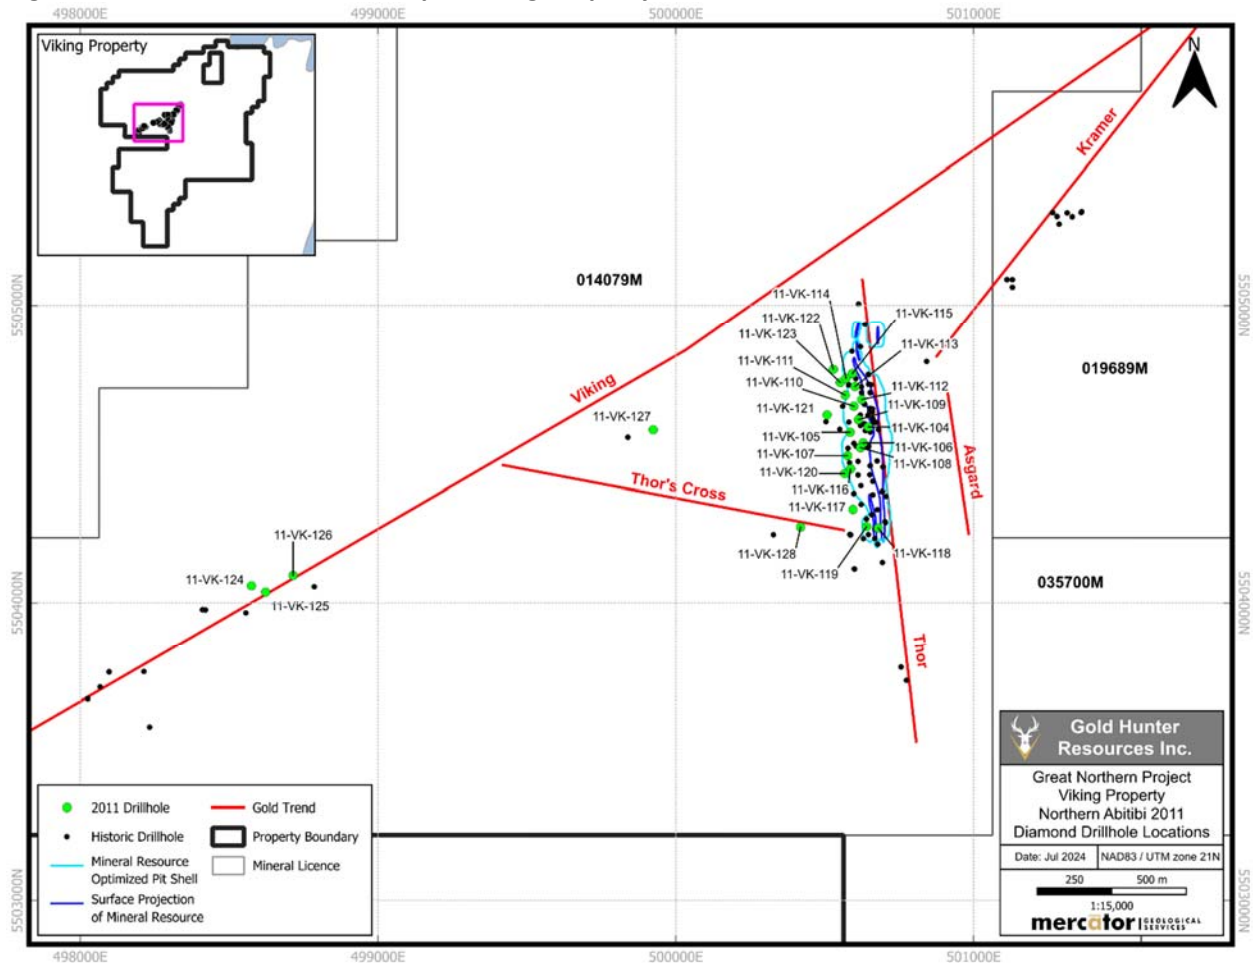 498000E
499000E
500000E
501000E
Viking Property
N
Kramer
014079M
5505000N
5505000N
11-VK-114
11-VK-122
11-VK-123
11-VK-111
11-VK-110
11-VK-121
11-VK-105
11-VK-107
11-VK-120
11-VK-116
11-VK-117
11-VK-128
11-VK-119
11-VK-115
11-VK-113
11-VK-112
11-VK-109
11-VK-104
11-VK-106
11-VK-108
11-VK-118
019689M
Viking
11-VK-127
Thor's Cross
Asgard
11-VK-126
11-VK-124
11-VK-125
035700M
5504000N
5504000N
Thor
2011 Drillhole
Historic Drillhole
Mineral Resource
Optimized Pit Shell
Surface Projection
of Mineral Resource
Gold Trend
Property Boundary
Mineral Licence
Gold Hunter
Resources Inc.
Great Northern Project
Viking Property
Northern Abitibi 2011
Diamond Drillhole Locations
Date: Jul 2024
NAD83 / UTM zone 21N
250 500 m
1:15,000
mercator GEOLOGICAL
SERVICES
5503000N
5503000N
498000E
499000E
500000E
501000E